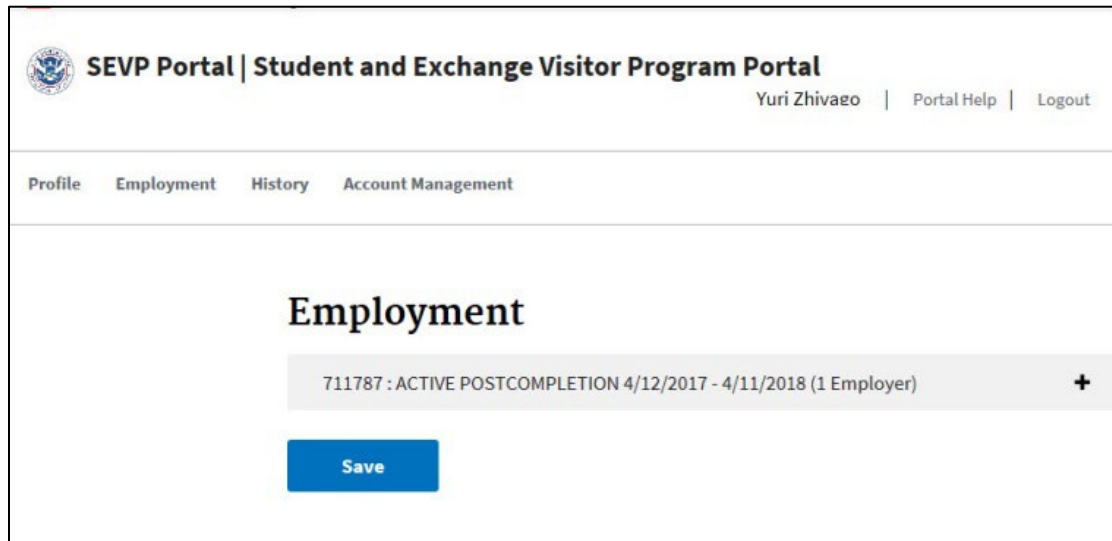 SEVP Portal | Student and Exchange Visitor Program Portal
Yuri Zhivago | Portal Help | Logout
Profile Employment History Account Management
Employment
711787 : ACTIVE POSTCOMPLETION 4/12/2017 - 4/11/2018 (1 Employer) +
Save